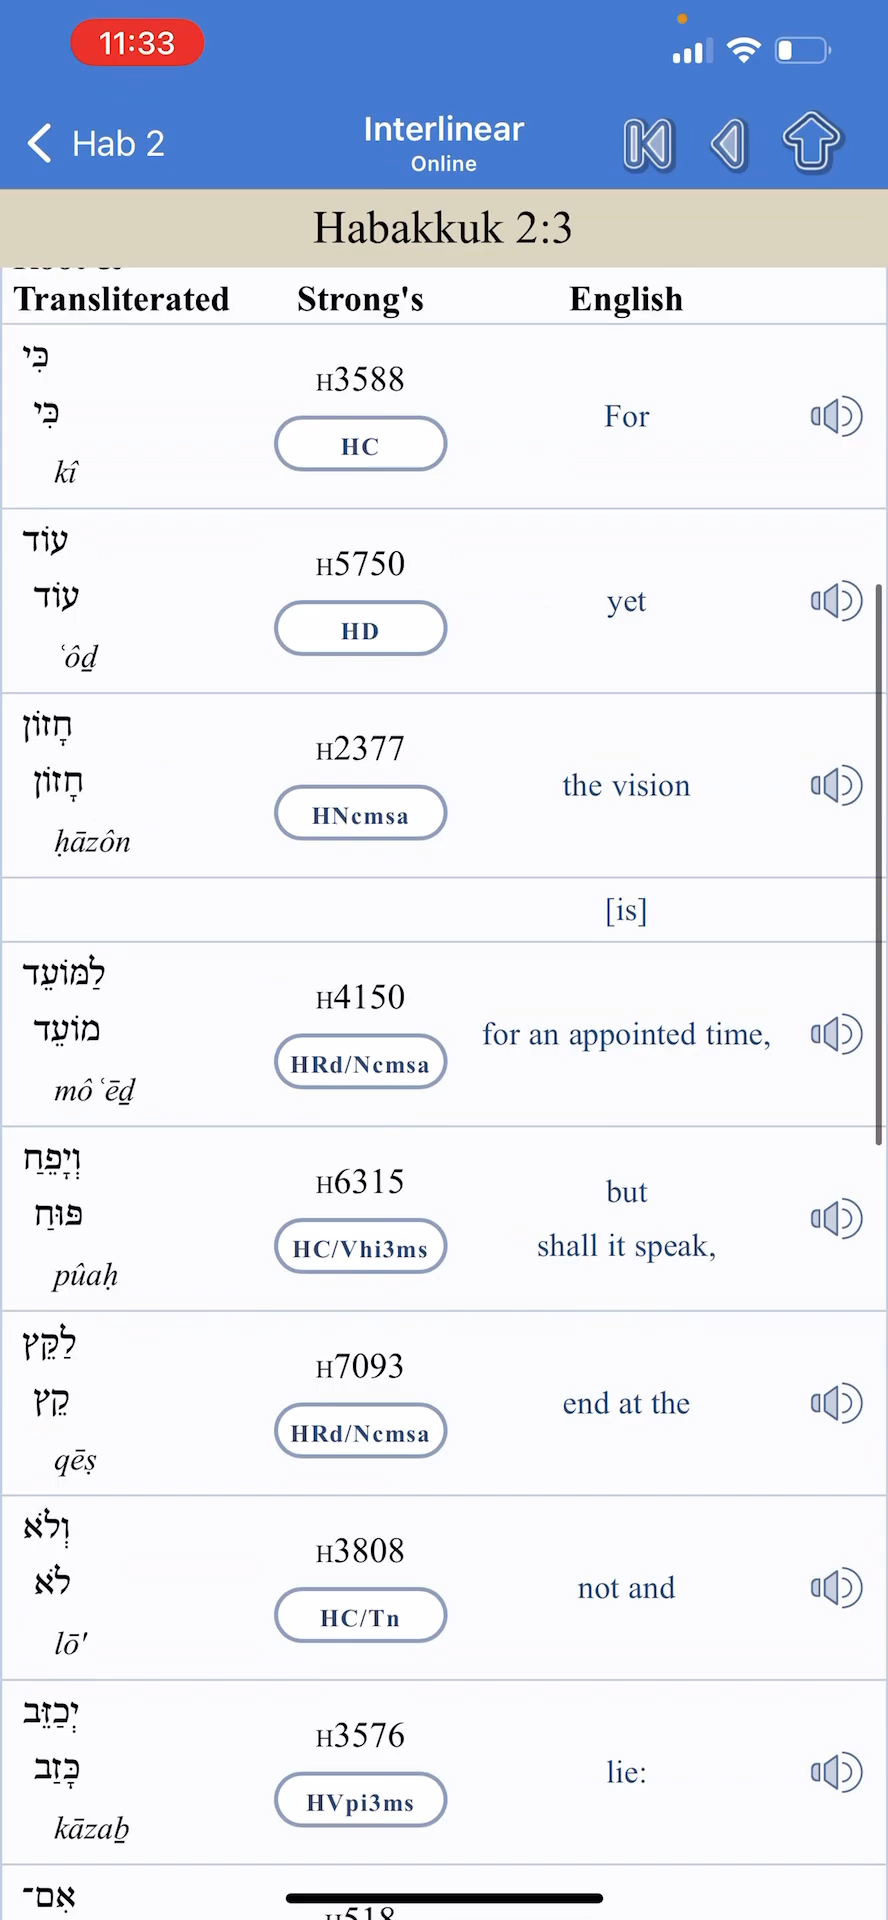 11:33
Hab 2
Interlinear
Online
Habakkuk 2:3
Transliterated Strong's English
כִּי
כִּי
kî
H3588
HC
For
עוֹד
עוֹד
ʿôḏ
H5750
HD
yet
חָזוֹן
חָזוֹן
ḥāzôn
H2377
HNcmsa
the vision
[is]
לַמּוֹעֵד
מוֹעֵד
môʿēḏ
H4150
HRd/Ncmsa
for an appointed time,
וְיָפֵחַ
פּוּחַ
pûaḥ
H6315
HC/Vhi3ms
but
shall it speak,
לַקֵּץ
קֵץ
qēṣ
H7093
HRd/Ncmsa
end at the
וְלֹא
לֹא
lō'
H3808
HC/Tn
not and
יְכַזֵּב
כָּזַב
kāzaḇ
H3576
HVpi3ms
lie:
אִם־
H518